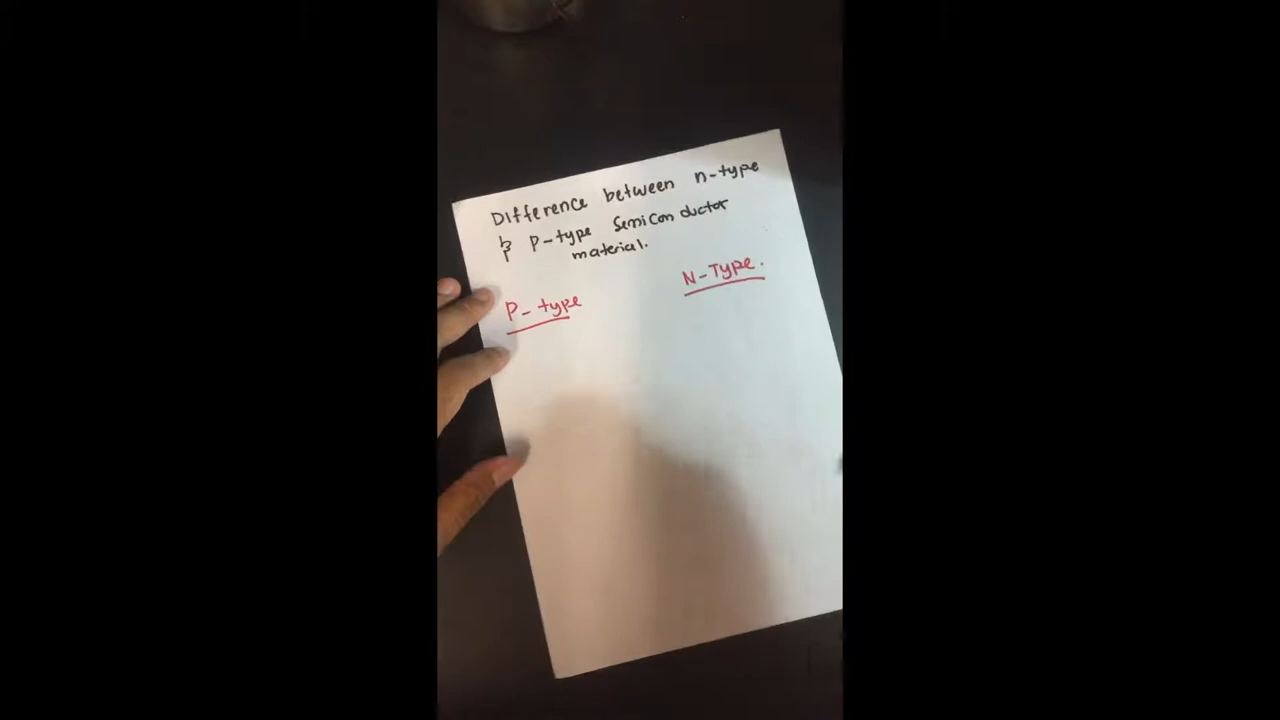 Difference between n-type
& P-type Semiconductor
material.
N-Type.
P-type